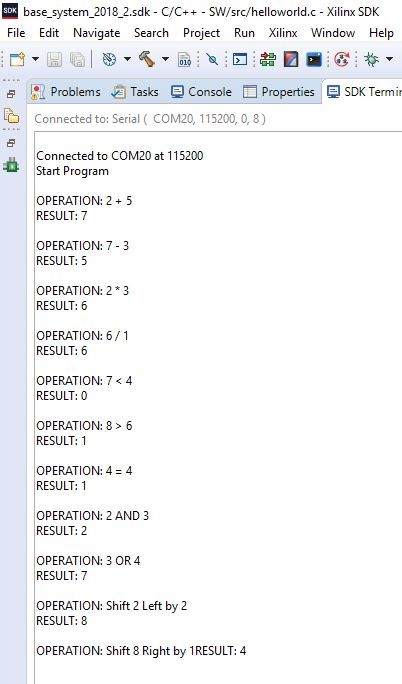 SDK base_system_2018_2.sdk - C/C++ - SW/src/helloworld.c - Xilinx SDK
File Edit Navigate Search Project Run Xilinx Window Help
010
Problems Tasks Console Properties SDK Termi
Connected to: Serial ( COM20, 115200, 0, 8 )
Connected to COM20 at 115200
Start Program
OPERATION: 2 + 5
RESULT: 7
OPERATION: 7 - 3
RESULT: 5
OPERATION: 2 * 3
RESULT: 6
OPERATION: 6 / 1
RESULT: 6
OPERATION: 7 < 4
RESULT: 0
OPERATION: 8 > 6
RESULT: 1
OPERATION: 4 = 4
RESULT: 1
OPERATION: 2 AND 3
RESULT: 2
OPERATION: 3 OR 4
RESULT: 7
OPERATION: Shift 2 Left by 2
RESULT: 8
OPERATION: Shift 8 Right by 1RESULT: 4